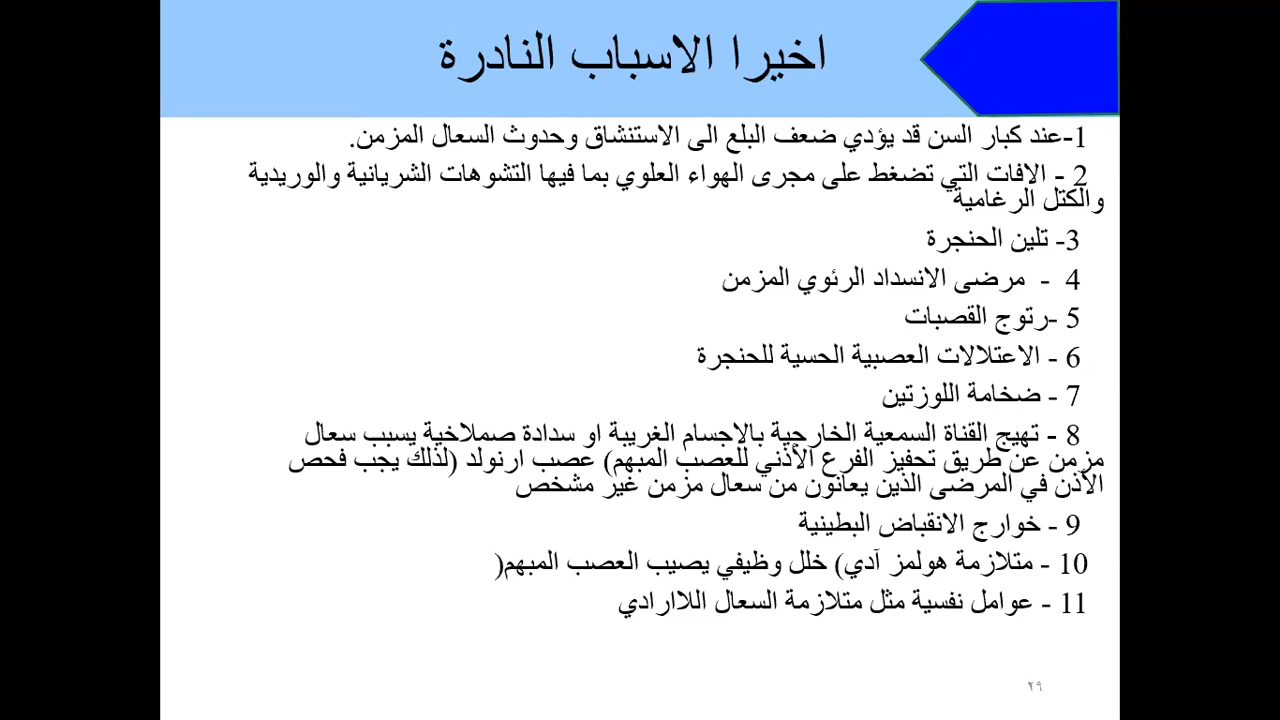 اخيرا الاسباب النادرة
1-عند كبار السن قد يؤدي ضعف البلع الى الاستنشاق وحدوث السعال المزمن.
2 - الافات التي تضغط على مجرى الهواء العلوي بما فيها التشوهات الشريانية والوريدية
والكتل الرغامية
3- تلين الحنجرة
4 - مرضى الانسداد الرئوي المزمن
5 -رتوج القصبات
6 - الاعتلالات العصبية الحسية للحنجرة
7 - ضخامة اللوزتين
8 - تهيج القناة السمعية الخارجية بالاجسام الغريبة او سدادة صملاخية يسبب سعال
مزمن عن طريق تحفيز الفرع الأذني للعصب المبهم) عصب ارنولد (لذلك يجب فحص
الأذن في المرضى الذين يعانون من سعال مزمن غير مشخص
9 - خوارج الانقباض البطينية
10 - متلازمة هولمز آدي) خلل وظيفي يصيب العصب المبهم(
11 - عوامل نفسية مثل متلازمة السعال اللاارادي
٢٩